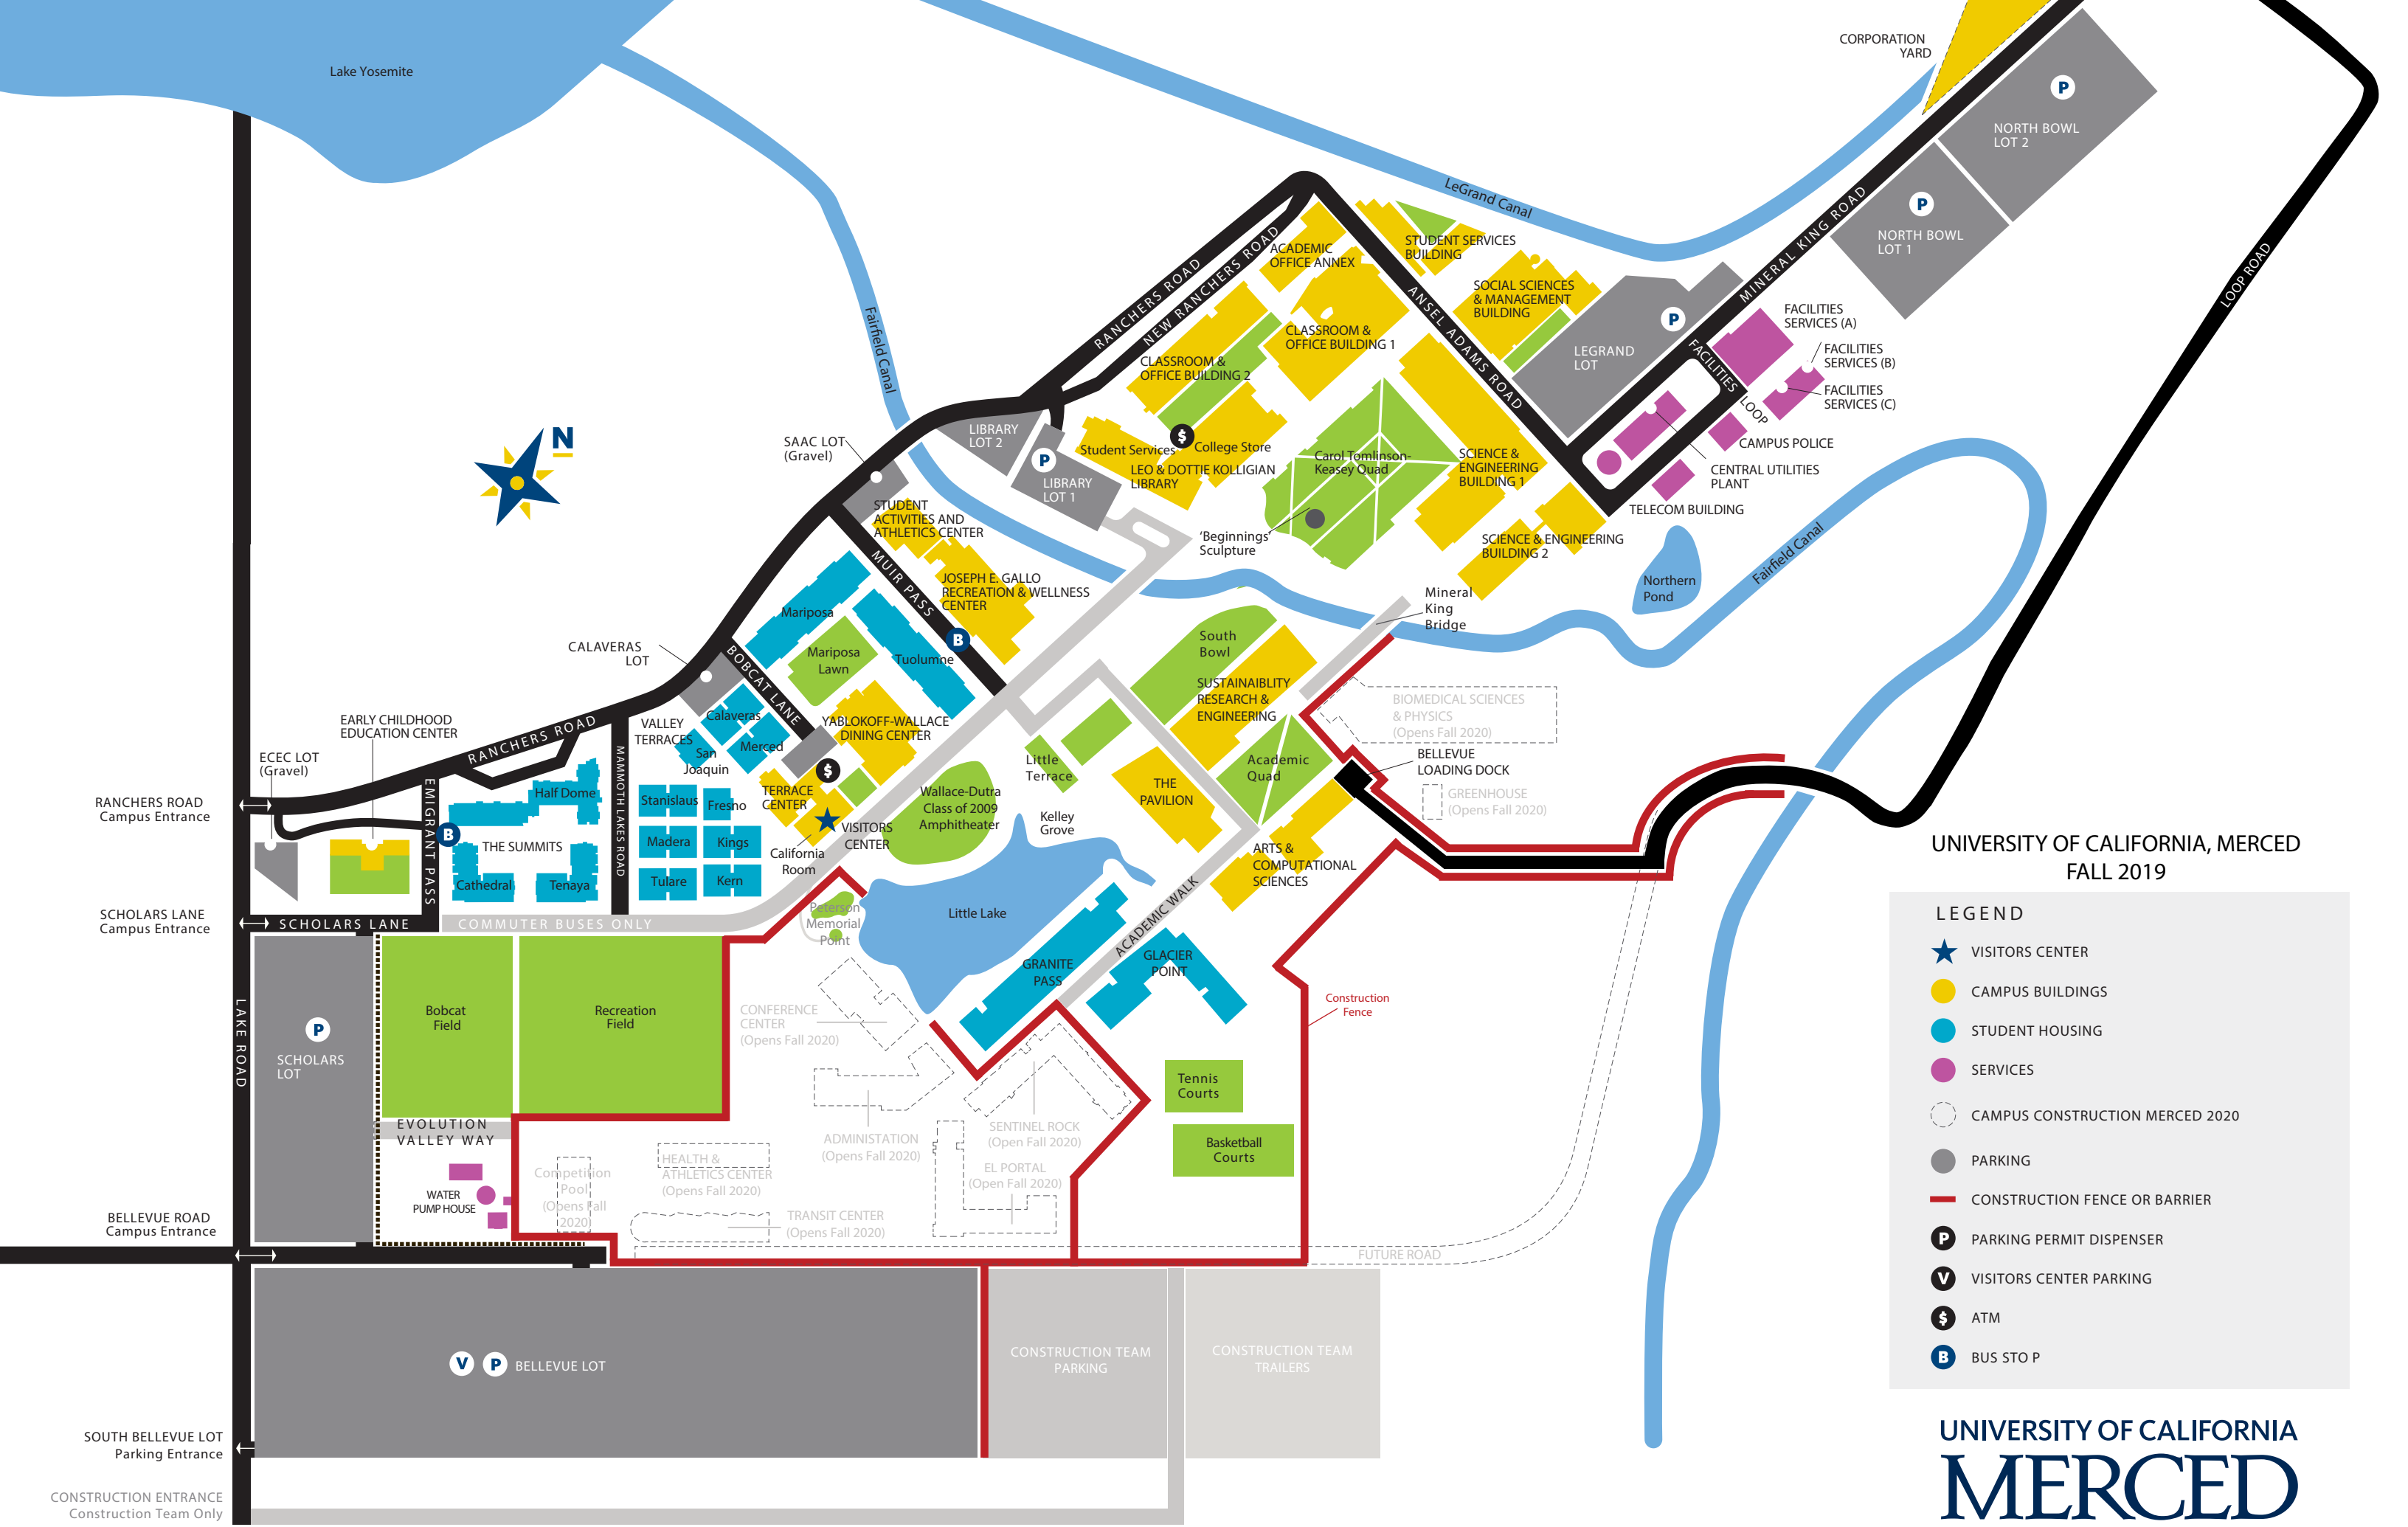 Lake Yosemite
CORPORATION
YARD
NORTH BOWL
LOT 2
NORTH BOWL
LOT 1
LeGrand Canal
MINERAL KING ROAD
LOOP ROAD
STUDENT SERVICES
BUILDING
ACADEMIC
OFFICE ANNEX
SOCIAL SCIENCES
& MANAGEMENT
BUILDING
RANCHERS ROAD
NEW RANCHERS ROAD
ANSEL ADAMS ROAD
CLASSROOM &
OFFICE BUILDING 1
CLASSROOM &
OFFICE BUILDING 2
Fairfield Canal
P
LEGRAND
LOT
FACILITIES
LOOP
FACILITIES
SERVICES (A)
FACILITIES
SERVICES (B)
FACILITIES
SERVICES (C)
CAMPUS POLICE
CENTRAL UTILITIES
PLANT
TELECOM BUILDING
N
SAAC LOT
(Gravel)
LIBRARY
LOT 2
P
LIBRARY
LOT 1
Student Services
$
College Store
LEO & DOTTIE KOLLIGIAN
LIBRARY
Carol Tomlinson-
Keasey Quad
SCIENCE &
ENGINEERING
BUILDING 1
'Beginnings'
Sculpture
SCIENCE & ENGINEERING
BUILDING 2
Northern
Pond
Fairfield Canal
STUDENT
ACTIVITIES AND
ATHLETICS CENTER
MUIR PASS
JOSEPH E. GALLO
RECREATION & WELLNESS
CENTER
B
Mineral
King
Bridge
Mariposa
Mariposa
Lawn
Tuolumne
CALAVERAS
LOT
BOBCAT LANE
South
Bowl
SUSTAINAIBLITY
RESEARCH &
ENGINEERING
BIOMEDICAL SCIENCES
& PHYSICS
(Opens Fall 2020)
VALLEY
TERRACES
Calaveras
Merced
San
Joaquin
YABLOKOFF-WALLACE
DINING CENTER
EARLY CHILDHOOD
EDUCATION CENTER
ECEC LOT
(Gravel)
RANCHERS ROAD
RANCHERS ROAD
Campus Entrance
EMIGRANT PASS
MAMMOTH LAKES ROAD
Half Dome
B
THE SUMMITS
Cathedral
Tenaya
Stanislaus
Fresno
Madera
Kings
Tulare
Kern
TERRACE
CENTER
$
VISITORS
CENTER
California
Room
Wallace-Dutra
Class of 2009
Amphitheater
Little
Terrace
Kelley
Grove
THE
PAVILION
Academic
Quad
BELLEVUE
LOADING DOCK
GREENHOUSE
(Opens Fall 2020)
ARTS &
COMPUTATIONAL
SCIENCES
SCHOLARS LANE
Campus Entrance
SCHOLARS LANE
COMMUTER BUSES ONLY
Peterson
Memorial
Point
Little Lake
ACADEMIC WALK
GRANITE
PASS
GLACIER
POINT
Construction
Fence
LAKE ROAD
P
SCHOLARS
LOT
Bobcat
Field
Recreation
Field
CONFERENCE
CENTER
(Opens Fall 2020)
Tennis
Courts
Basketball
Courts
EVOLUTION
VALLEY WAY
ADMINISTATION
(Opens Fall 2020)
SENTINEL ROCK
(Open Fall 2020)
EL PORTAL
(Open Fall 2020)
HEALTH &
ATHLETICS CENTER
(Opens Fall 2020)
Competition
Pool
(Opens Fall
2020)
WATER
PUMP HOUSE
TRANSIT CENTER
(Opens Fall 2020)
FUTURE ROAD
BELLEVUE ROAD
Campus Entrance
V P BELLEVUE LOT
CONSTRUCTION TEAM
PARKING
CONSTRUCTION TEAM
TRAILERS
SOUTH BELLEVUE LOT
Parking Entrance
CONSTRUCTION ENTRANCE
Construction Team Only
UNIVERSITY OF CALIFORNIA, MERCED
FALL 2019
LEGEND
VISITORS CENTER
CAMPUS BUILDINGS
STUDENT HOUSING
SERVICES
CAMPUS CONSTRUCTION MERCED 2020
PARKING
CONSTRUCTION FENCE OR BARRIER
P PARKING PERMIT DISPENSER
V VISITORS CENTER PARKING
$ ATM
B BUS STO P
UNIVERSITY OF CALIFORNIA
MERCED
P
P